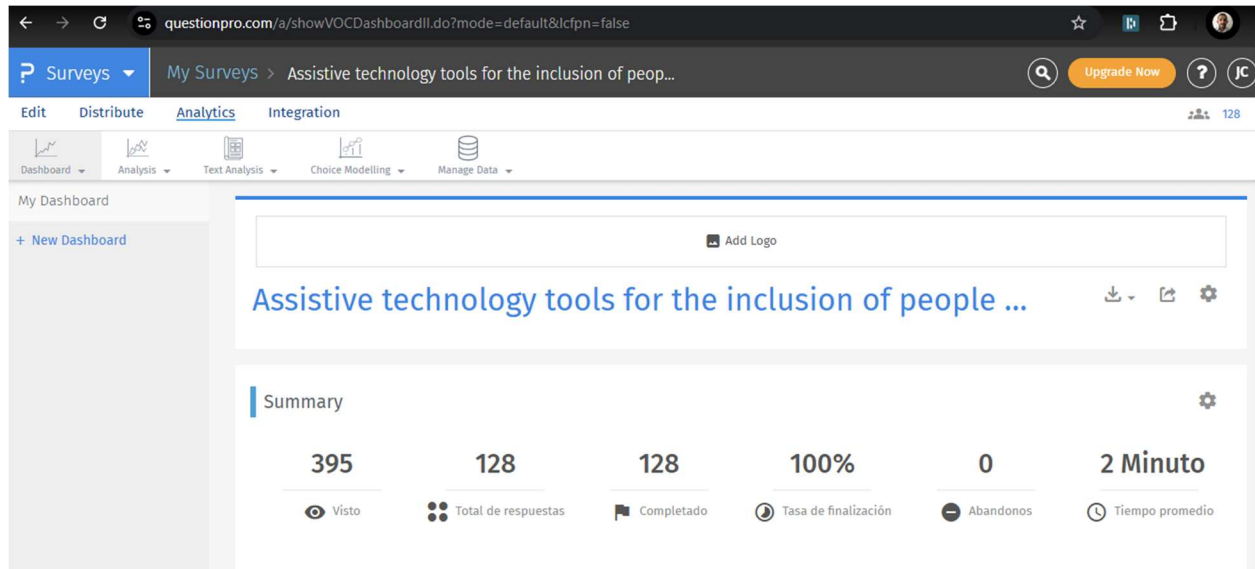 questionpro.com/a/showVOCDashboardII.do?mode=default&lcfpn=false
Surveys My Surveys > Assistive technology tools for the inclusion of peop... Upgrade Now ? JC
Edit Distribute Analytics Integration 128
Dashboard Analysis Text Analysis Choice Modelling Manage Data
My Dashboard
+ New Dashboard
Add Logo
Assistive technology tools for the inclusion of people ...
Summary
395 128 128 100% 0 2 Minuto
Visto Total de respuestas Completado Tasa de finalización Abandonos Tiempo promedio